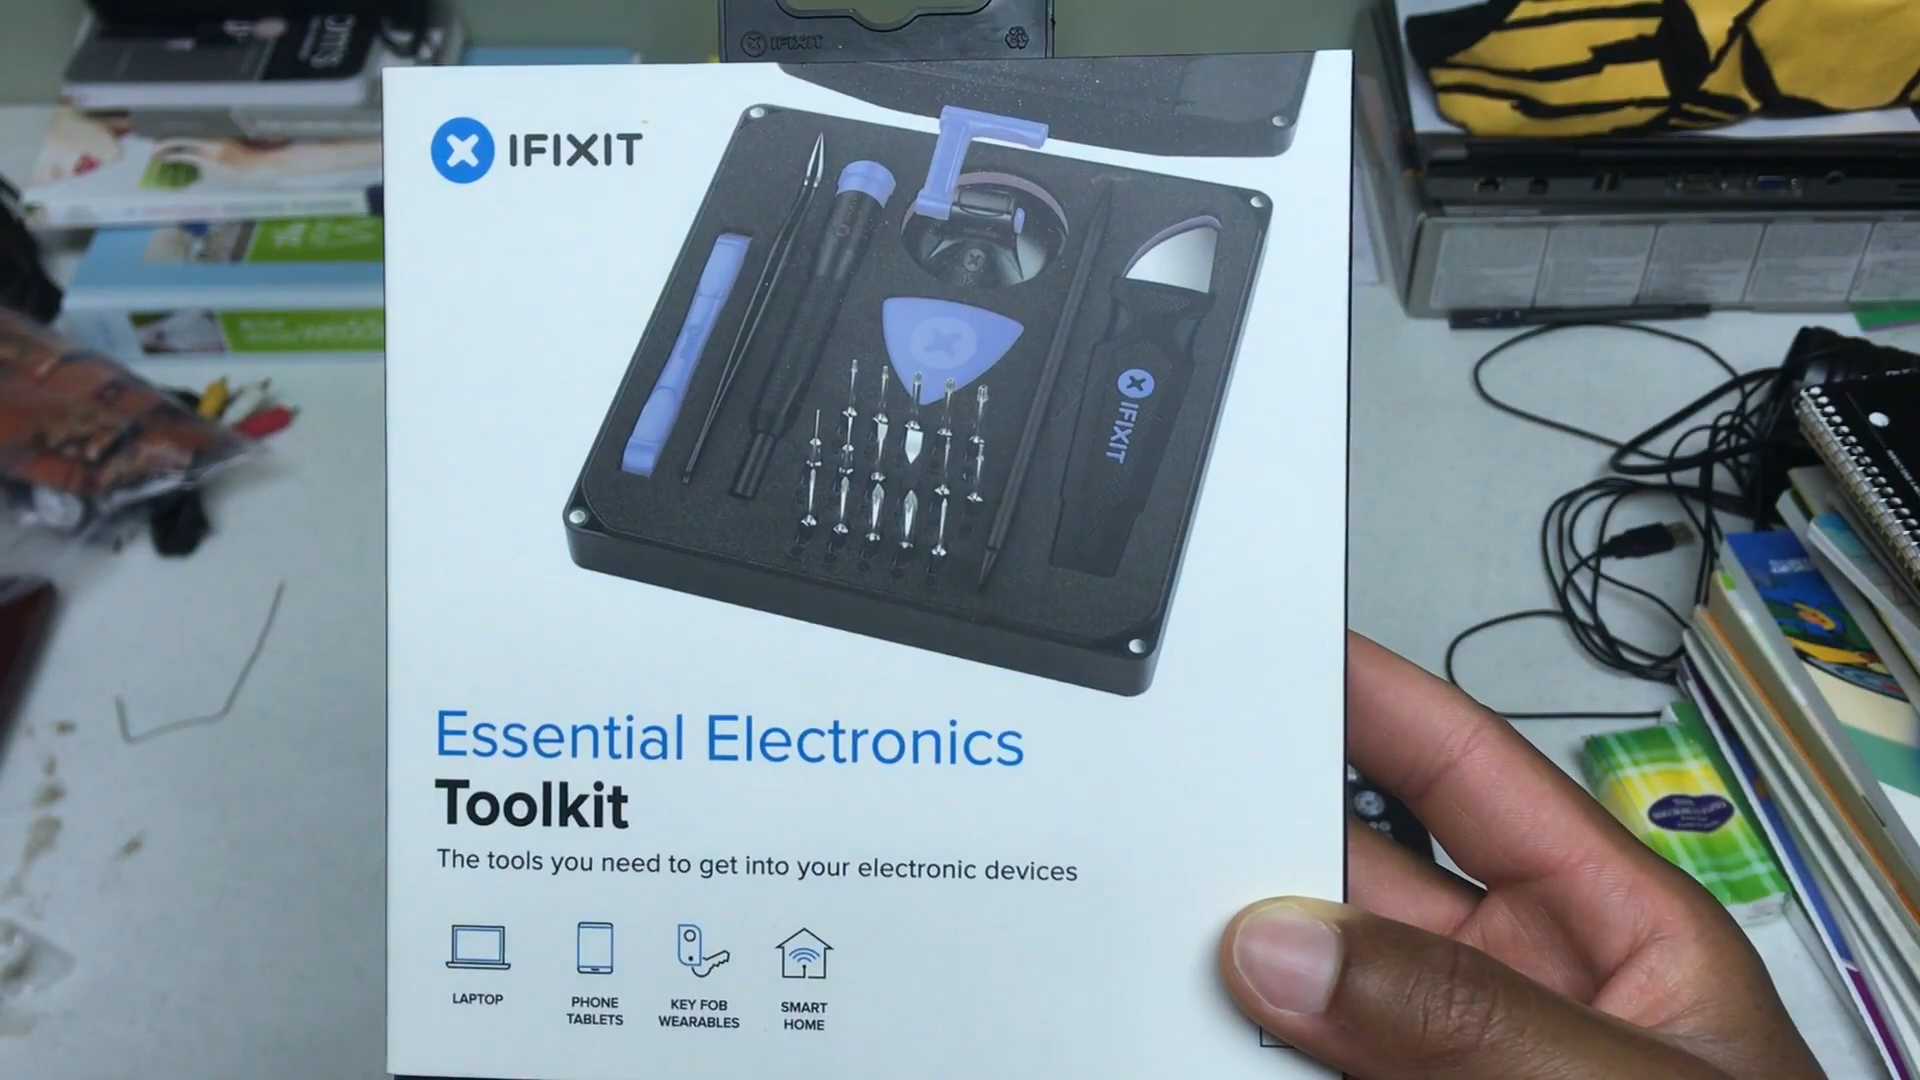 IFIXIT
IFIXIT
IFIXIT
Essential Electronics
Toolkit
The tools you need to get into your electronic devices
LAPTOP
PHONE
TABLETS
KEY FOB
WEARABLES
SMART
HOME